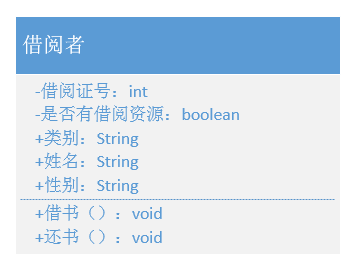 借阅者
-借阅证号：int
-是否有借阅资源：boolean
+类别：String
+姓名：String
+性别：String
+借书（）：void
+还书（）：void